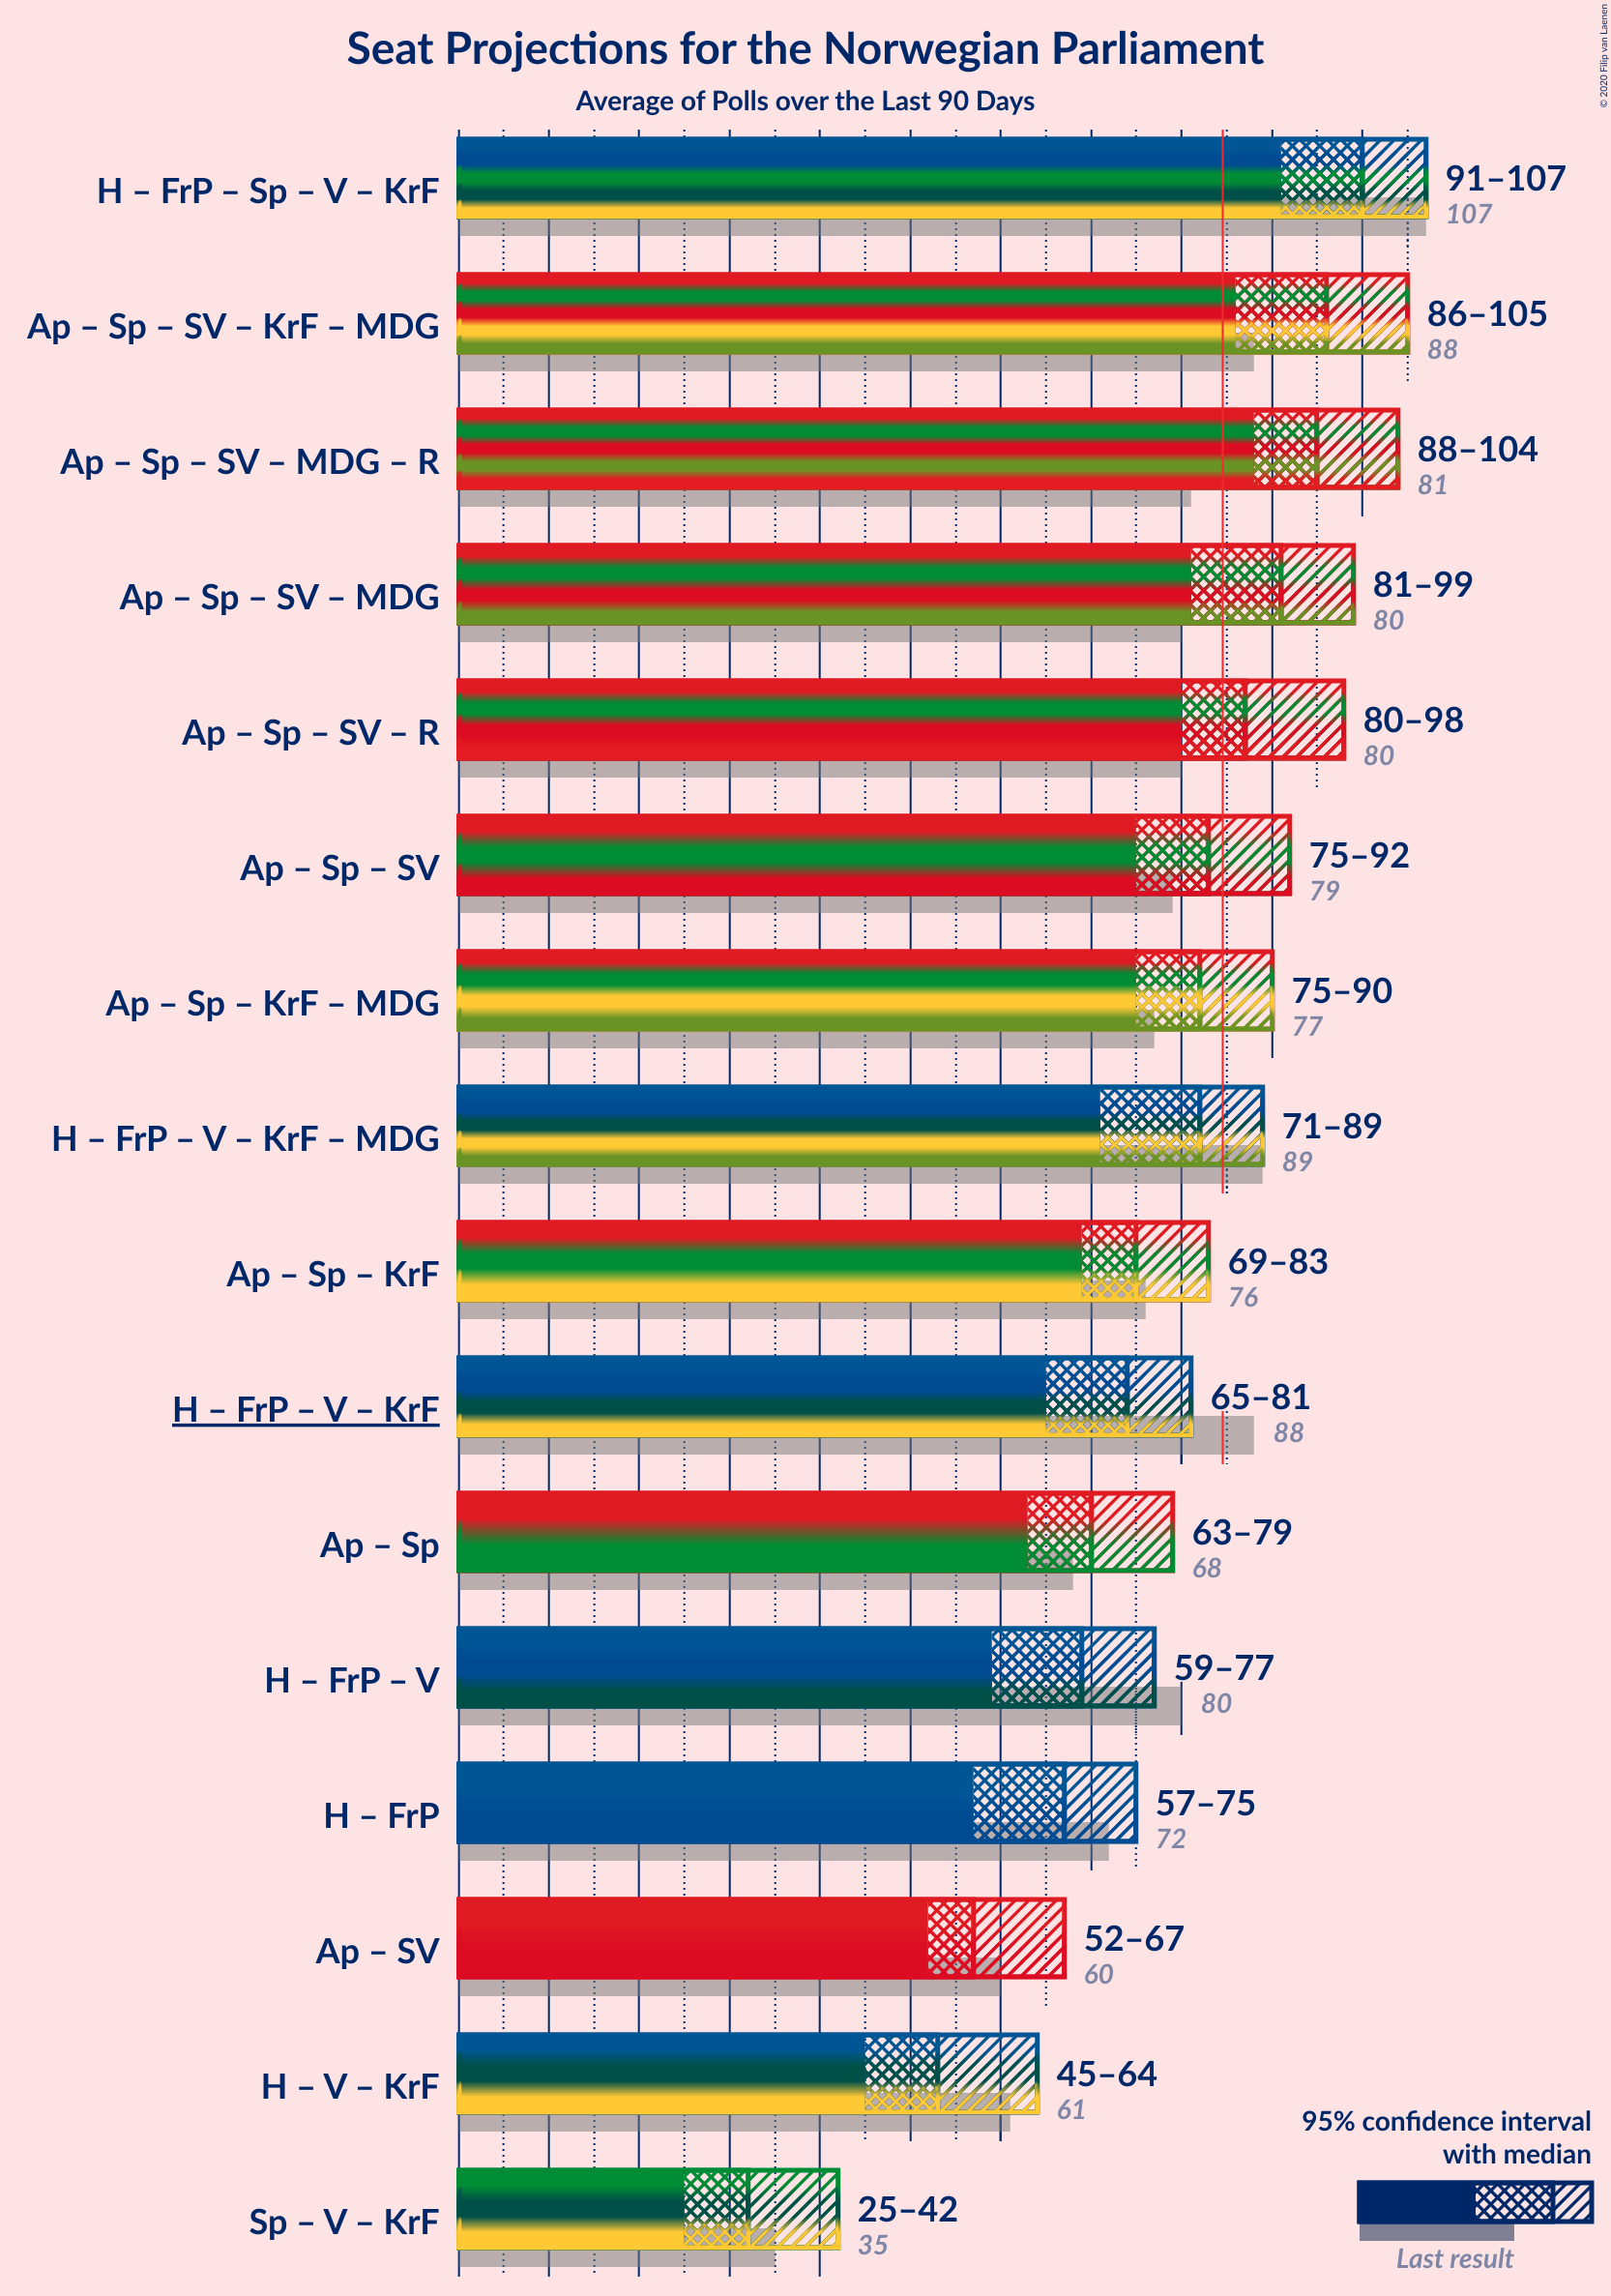 © 2020 Filip van Laenen
Seat Projections for the Norwegian Parliament
Average of Polls over the Last 90 Days
H – FrP – Sp – V – KrF
91–107
107
Ap – Sp – SV – KrF – MDG
86–105
88
Ap – Sp – SV – MDG – R
88–104
81
Ap – Sp – SV – MDG
81–99
80
Ap – Sp – SV – R
80–98
80
Ap – Sp – SV
75–92
79
Ap – Sp – KrF – MDG
75–90
77
H – FrP – V – KrF – MDG
71–89
89
Ap – Sp – KrF
69–83
76
H – FrP – V – KrF
65–81
88
Ap – Sp
63–79
68
H – FrP – V
59–77
80
H – FrP
57–75
72
Ap – SV
52–67
60
H – V – KrF
45–64
61
Sp – V – KrF
25–42
35
95% confidence interval
with median
Last result